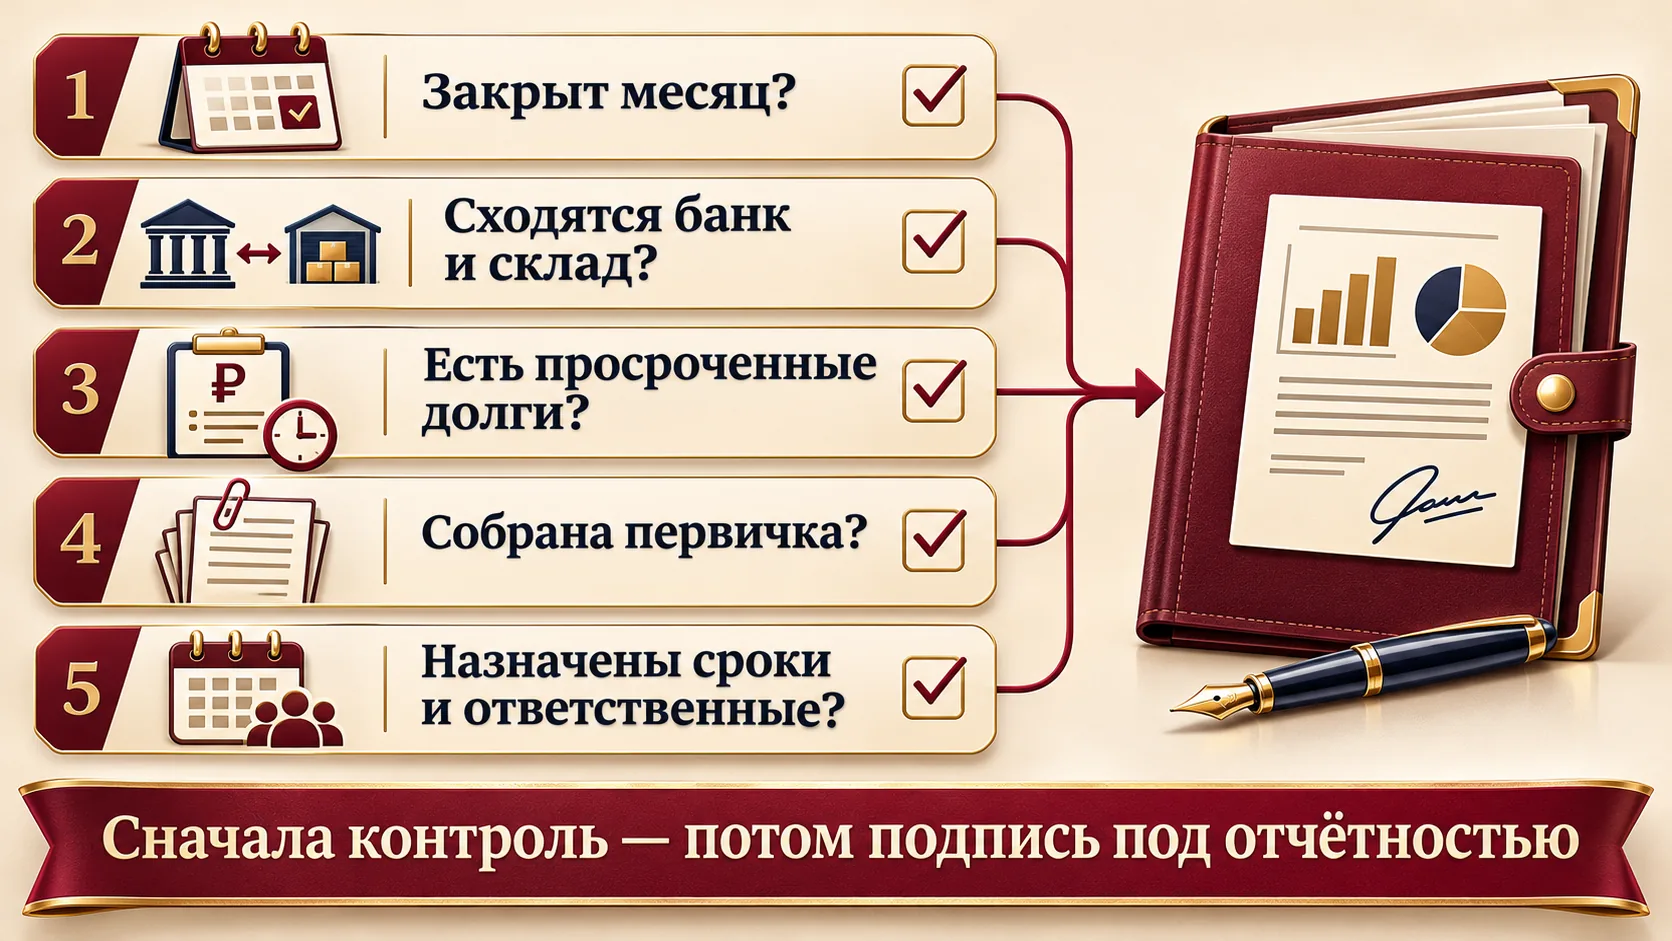 1
Закрыт месяц?
2
Сходятся банк
и склад?
3
₽
Есть просроченные
долги?
4
Собрана первичка?
5
Назначены сроки
и ответственные?
Сначала контроль — потом подпись под отчётностью